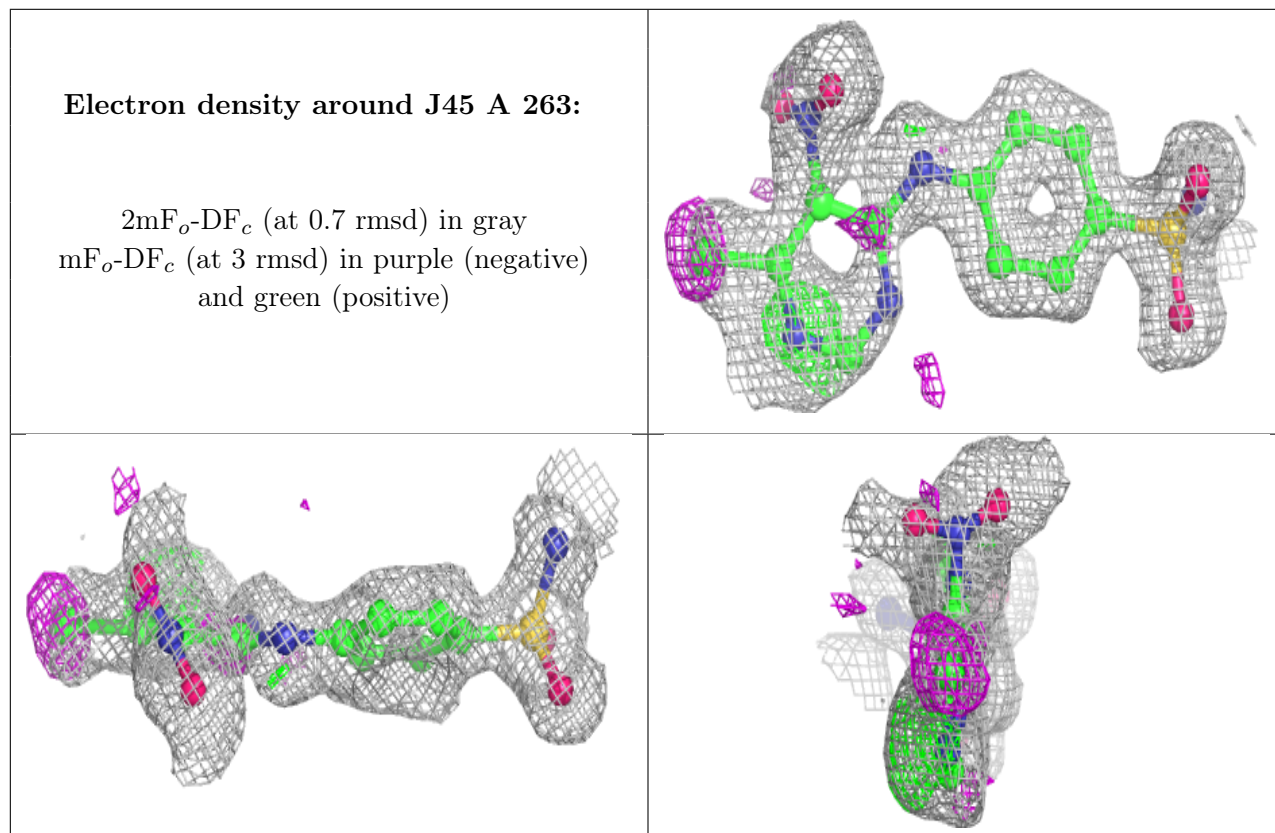 Electron density around J45 A 263:
2mFo-DFc (at 0.7 rmsd) in gray
mFo-DFc (at 3 rmsd) in purple (negative)
and green (positive)